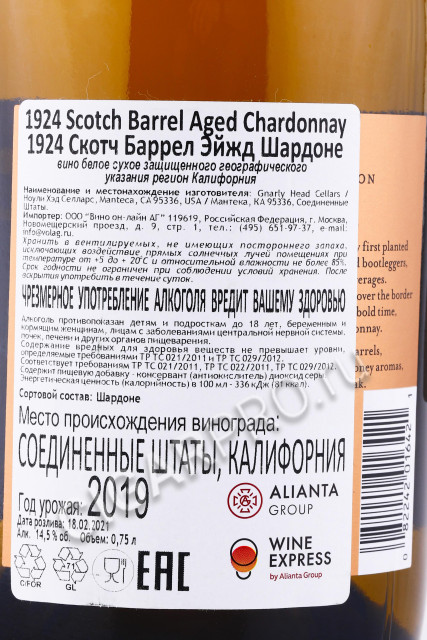 1924 Scotch Barrel Aged Chardonnay
1924 Скотч Баррел Эйжд Шардоне
вино белое сухое защищенного географического
указания регион Калифорния
Наименование и местонахождение изготовителя: Gnarly Head Cellars /
Ноули Хэд Селларс, Manteca, CA 95336, USA / Мантека, КА 95336, Соединенные
Штаты.
Импортер: ООО "Вино он-лайн АГ" 119619, Российская Федерация, г. Москва,
Новомещерский проезд, д. 9, стр. 1, тел.: (495) 651-97-37, e-mail:
info@volag.ru.
Хранить в вентилируемых, не имеющих постороннего запаха,
исключающих воздействие прямых солнечных лучей помещениях при
температуре от +5 до + 20°С и относительной влажности не более 85%.
Срок годности не ограничен при соблюдении условий хранения. После
вскрытия употребить в течение суток.
ЧРЕЗМЕРНОЕ УПОТРЕБЛЕНИЕ АЛКОГОЛЯ ВРЕДИТ ВАШЕМУ ЗДОРОВЬЮ
Алкоголь противопоказан детям и подросткам до 18 лет, беременным и
кормящим женщинам, лицам с заболеваниями центральной нервной системы,
почек, печени и других органов пищеварения.
Содержание вредных для здоровья веществ не превышает уровни,
определяемые требованиями ТР ТС 021/2011 и ТР ТС 029/2012.
Соответствует требованиям ТР ТС 021/2011, ТР ТС 022/2011, ТР ТС 029/2012.
Содержит пищевую добавку - консервант (антиокислитель) диоксид серы.
Энергетическая ценность (калорийность) в 100 мл - 336 кДж (81 ккал).
Сортовой состав: Шардоне
Место происхождения винограда:
СОЕДИНЕННЫЕ ШТАТЫ, КАЛИФОРНИЯ
Год урожая: 2019
Дата розлива: 18.02.2021
Алк. 14,5% об. Объем: 0,75 л
C/FOR
71
GL
EAC
ALIANTA
GROUP
WINE
EXPRESS
by Alianta Group
ON
y first planted
d bootleggers,
verages.
over the border
bold time.
onnay.
arrels,
oney aromas.
0 82242 01642 1